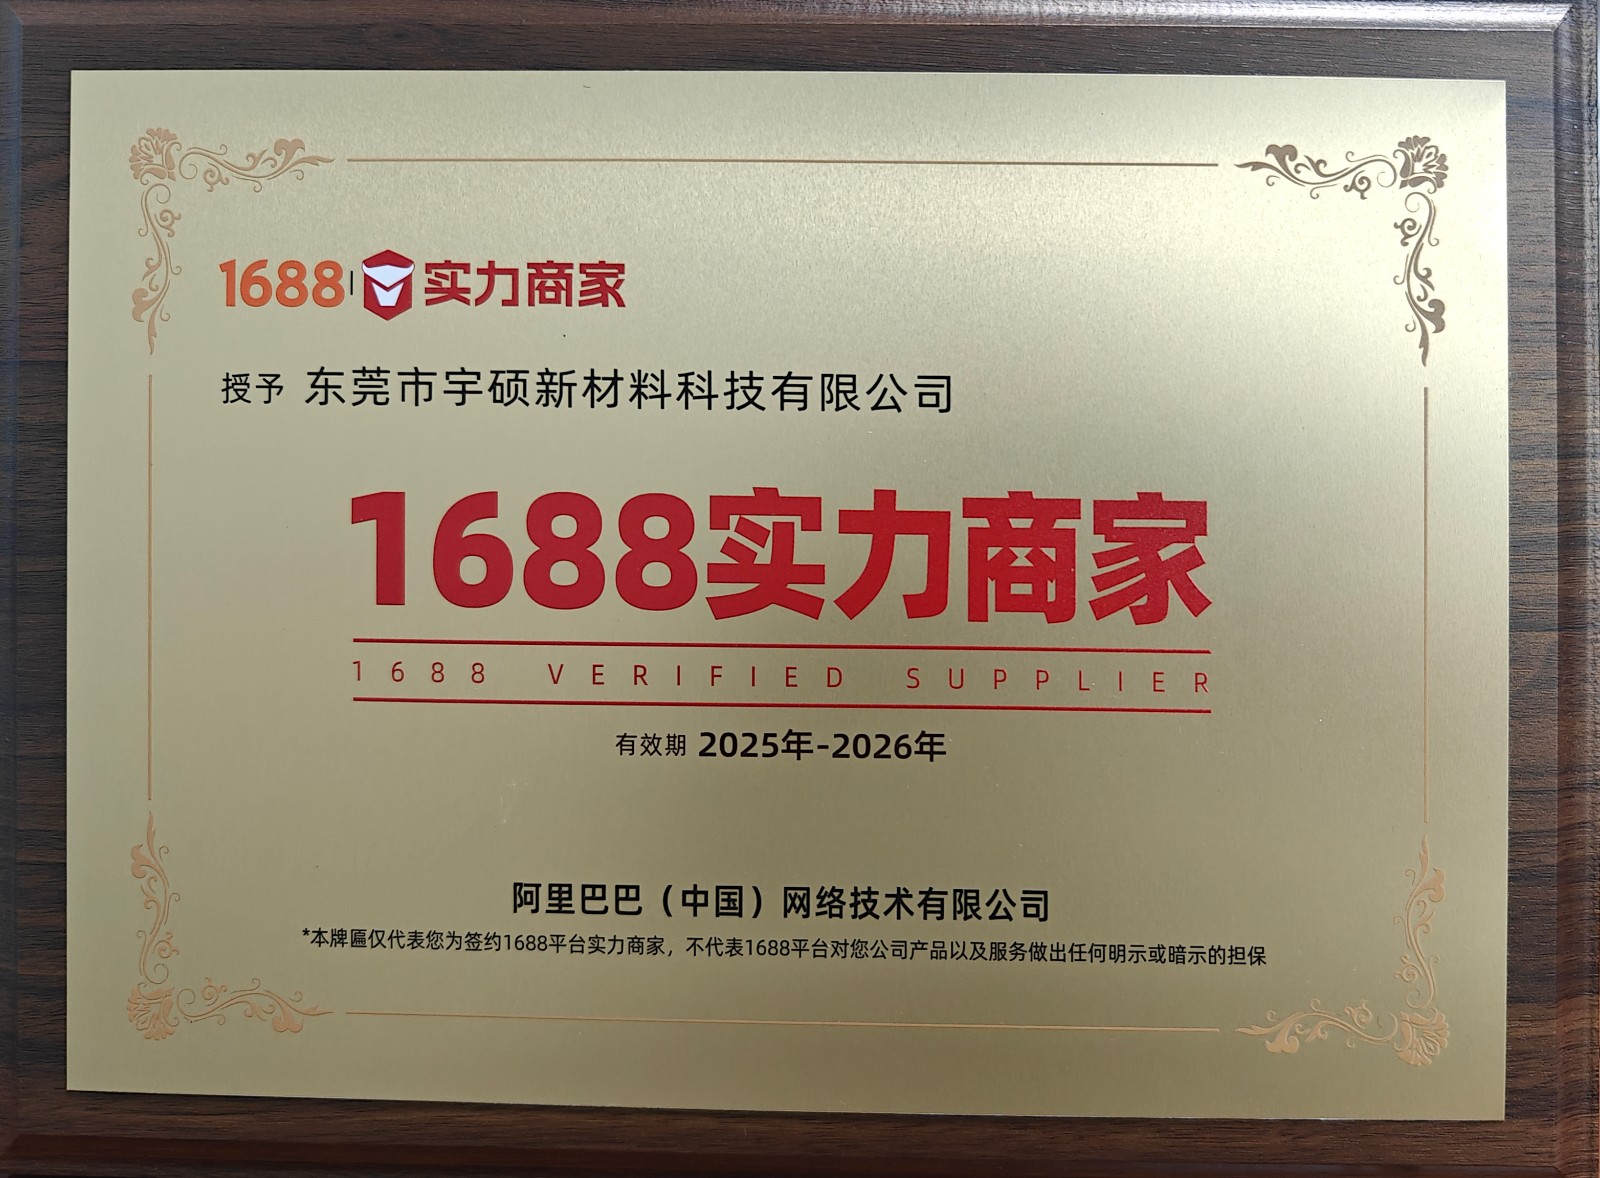 1688 实力商家
授予 东莞市宇硕新材料科技有限公司
1688实力商家
1688 VERIFIED SUPPLIER
有效期 2025年-2026年
阿里巴巴（中国）网络技术有限公司
*本牌匾仅代表您为签约1688平台实力商家，不代表1688平台对您公司产品以及服务做出任何明示或暗示的担保